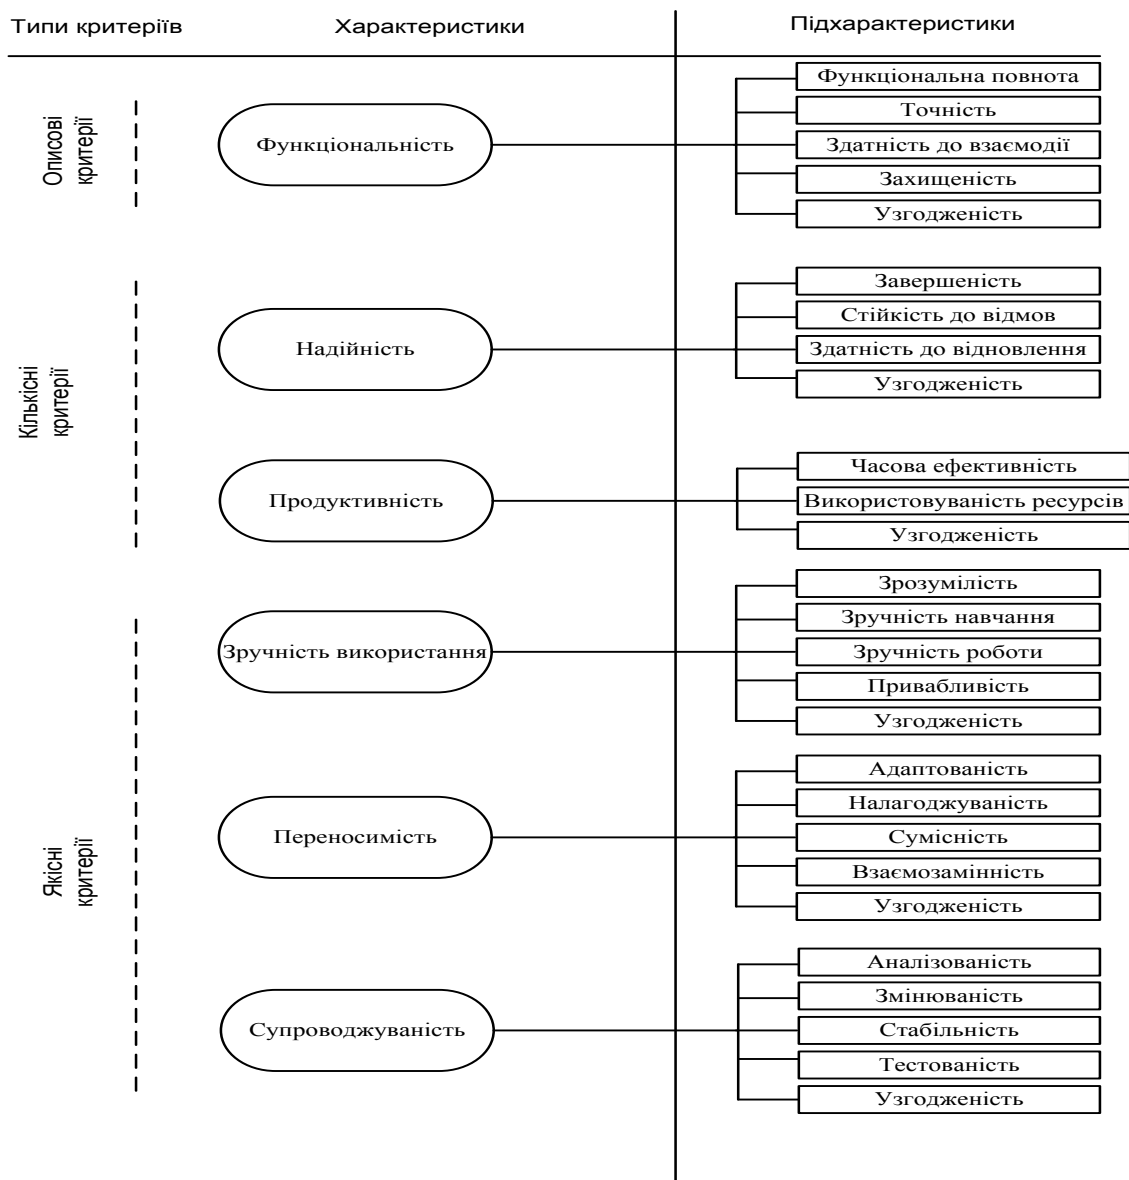 Типи критеріїв
Характеристики
Підхарактеристики
Описові
критерії
Функціональність
Функціональна повнота
Точність
Здатність до взаємодії
Захищеність
Узгодженість
Кількісні
критерії
Надійність
Завершеність
Стійкість до відмов
Здатність до відновлення
Узгодженість
Продуктивність
Часова ефективність
Використовуваність ресурсів
Узгодженість
Якісні
критерії
Зручність використання
Зрозумілість
Зручність навчання
Зручність роботи
Привабливість
Узгодженість
Переносимість
Адаптованість
Налагоджуваність
Сумісність
Взаємозамінність
Узгодженість
Супроводжуваність
Аналізованість
Змінюваність
Стабільність
Тестованість
Узгодженість